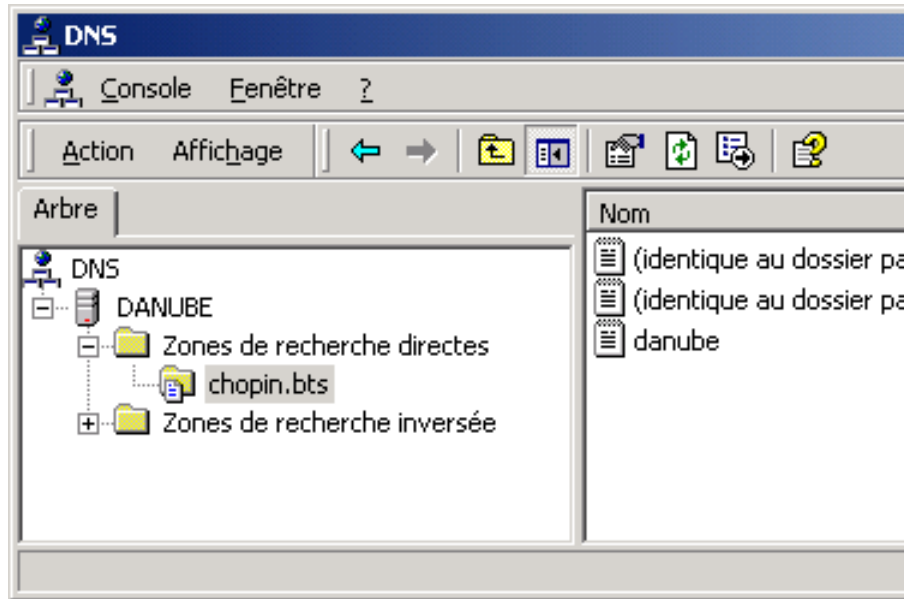 DNS
Console Fenêtre ?
Action Affichage
Arbre
Nom
DNS
DANUBE
Zones de recherche directes
chopin.bts
Zones de recherche inversée
(identique au dossier pa
(identique au dossier pa
danube